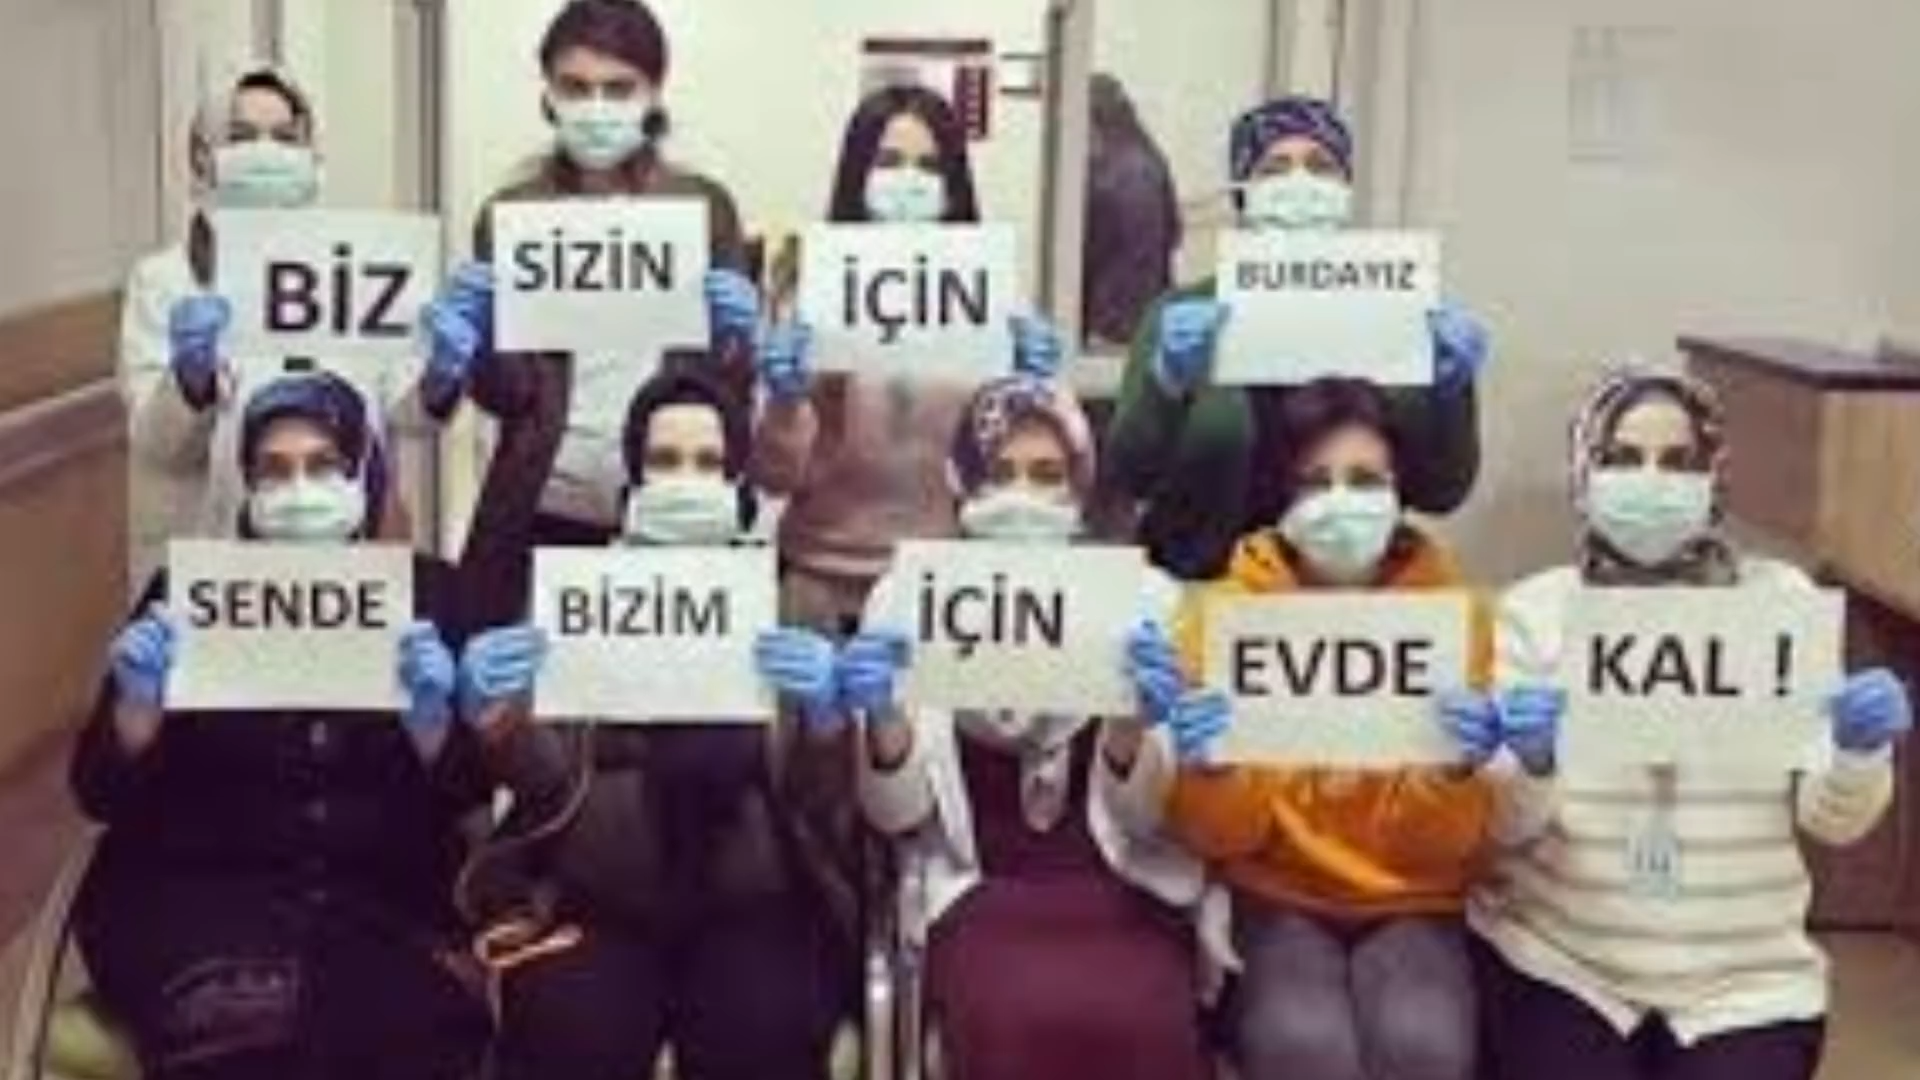 BİZ SİZİN İÇİN BURDAYIZ
SENDE BİZİM İÇİN EVDE KAL !